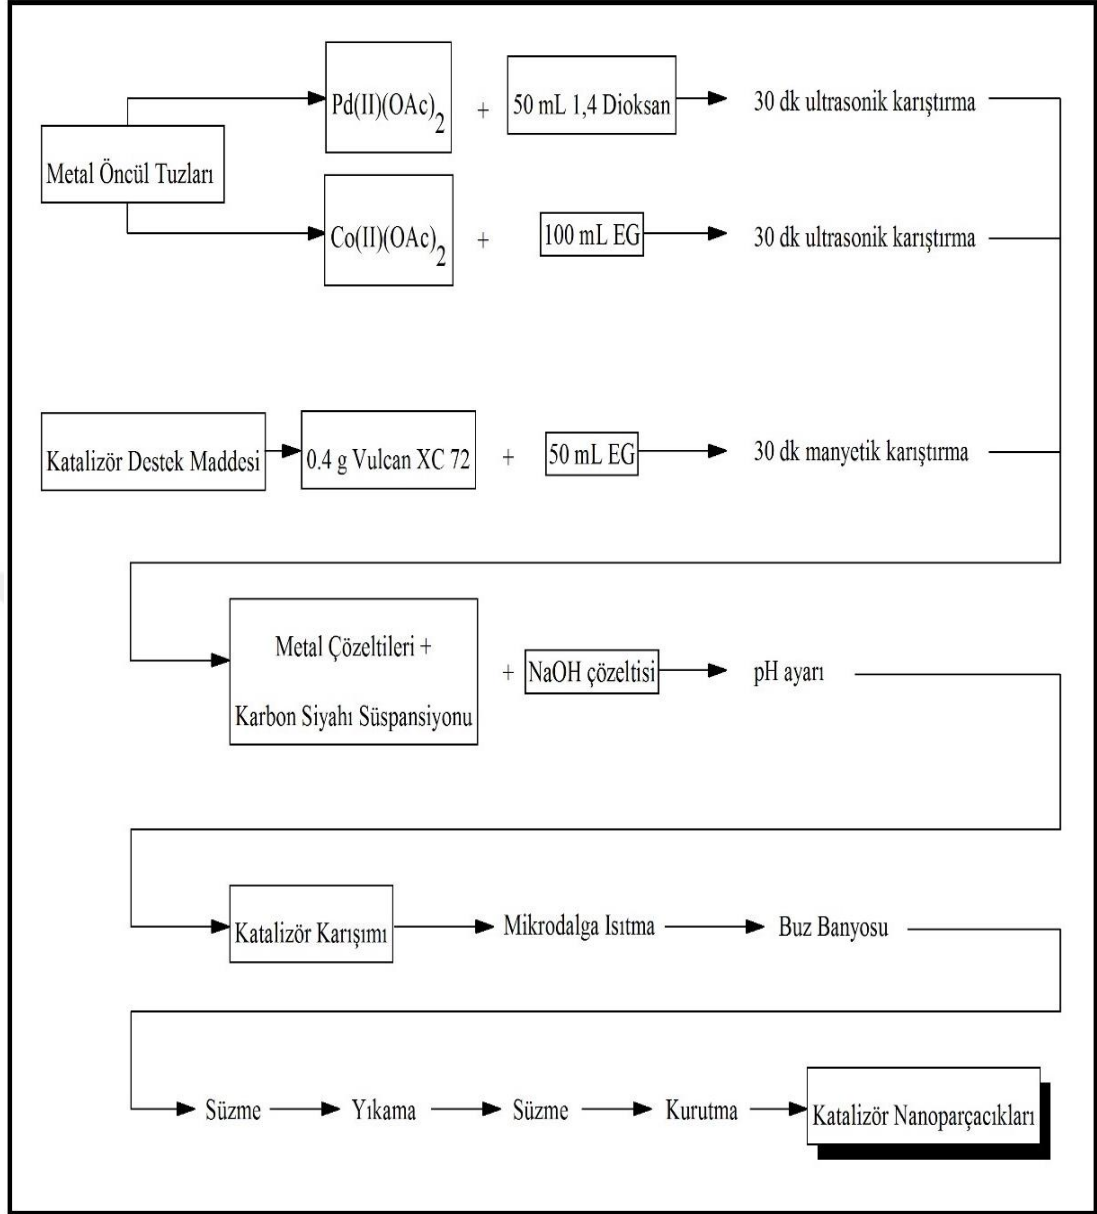 Pd(II)(OAc)2 + 50 mL 1,4 Dioksan 30 dk ultrasonik karıştırma
Metal Öncül Tuzları
Co(II)(OAc)2 + 100 mL EG 30 dk ultrasonik karıştırma
Katalizör Destek Maddesi 0.4 g Vulcan XC 72 + 50 mL EG 30 dk manyetik karıştırma
Metal Çözeltileri +
Karbon Siyahı Süspansiyonu
+ NaOH çözeltisi pH ayarı
Katalizör Karışımı Mikrodalga Isıtma Buz Banyosu
Süzme Yıkama Süzme Kurutma Katalizör Nanoparçacıkları